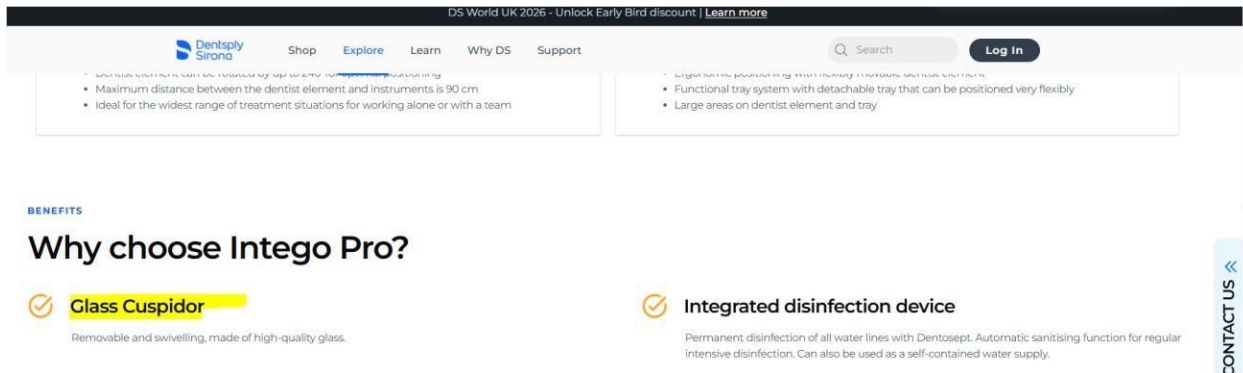 DS World UK 2026 - Unlock Early Bird discount | Learn more
Dentsply
Sirona
Shop
Explore
Learn
Why DS
Support
Search
Log In
Maximum distance between the dentist element and instruments is 90 cm
Ideal for the widest range of treatment situations for working alone or with a team
Functional tray system with detachable tray that can be positioned very flexibly
Large areas on dentist element and tray
BENEFITS
Why choose Intego Pro?
Glass Cuspidor
Removable and swivelling, made of high-quality glass.
Integrated disinfection device
Permanent disinfection of all water lines with Dentosept. Automatic sanitising function for regular
intensive disinfection. Can also be used as a self-contained water supply.
CONTACT US